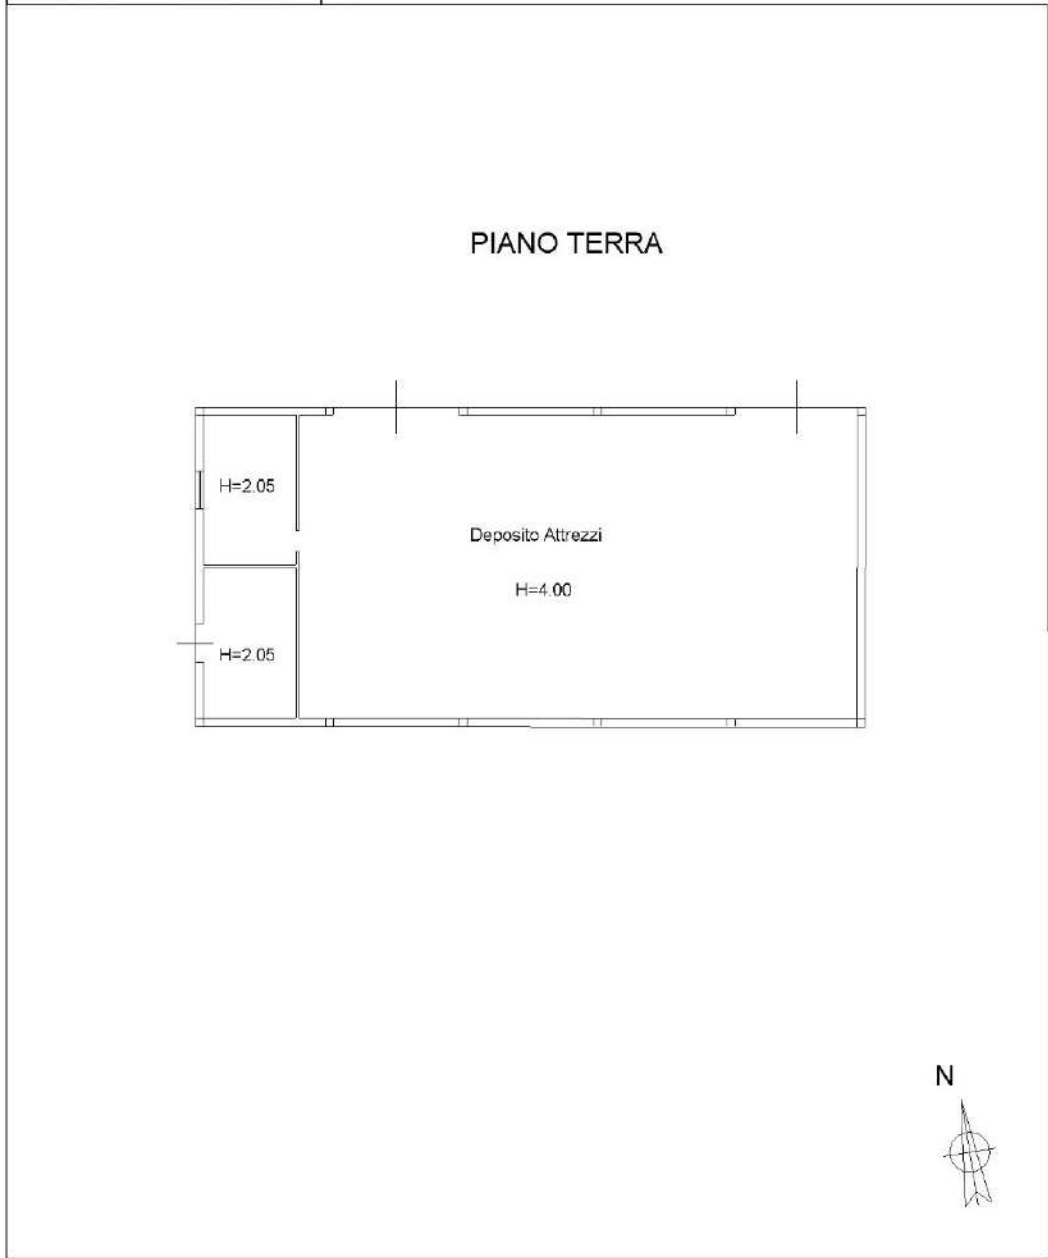 PIANO TERRA
H=2.05
Deposito Attrezzi
H=4.00
H=2.05
N